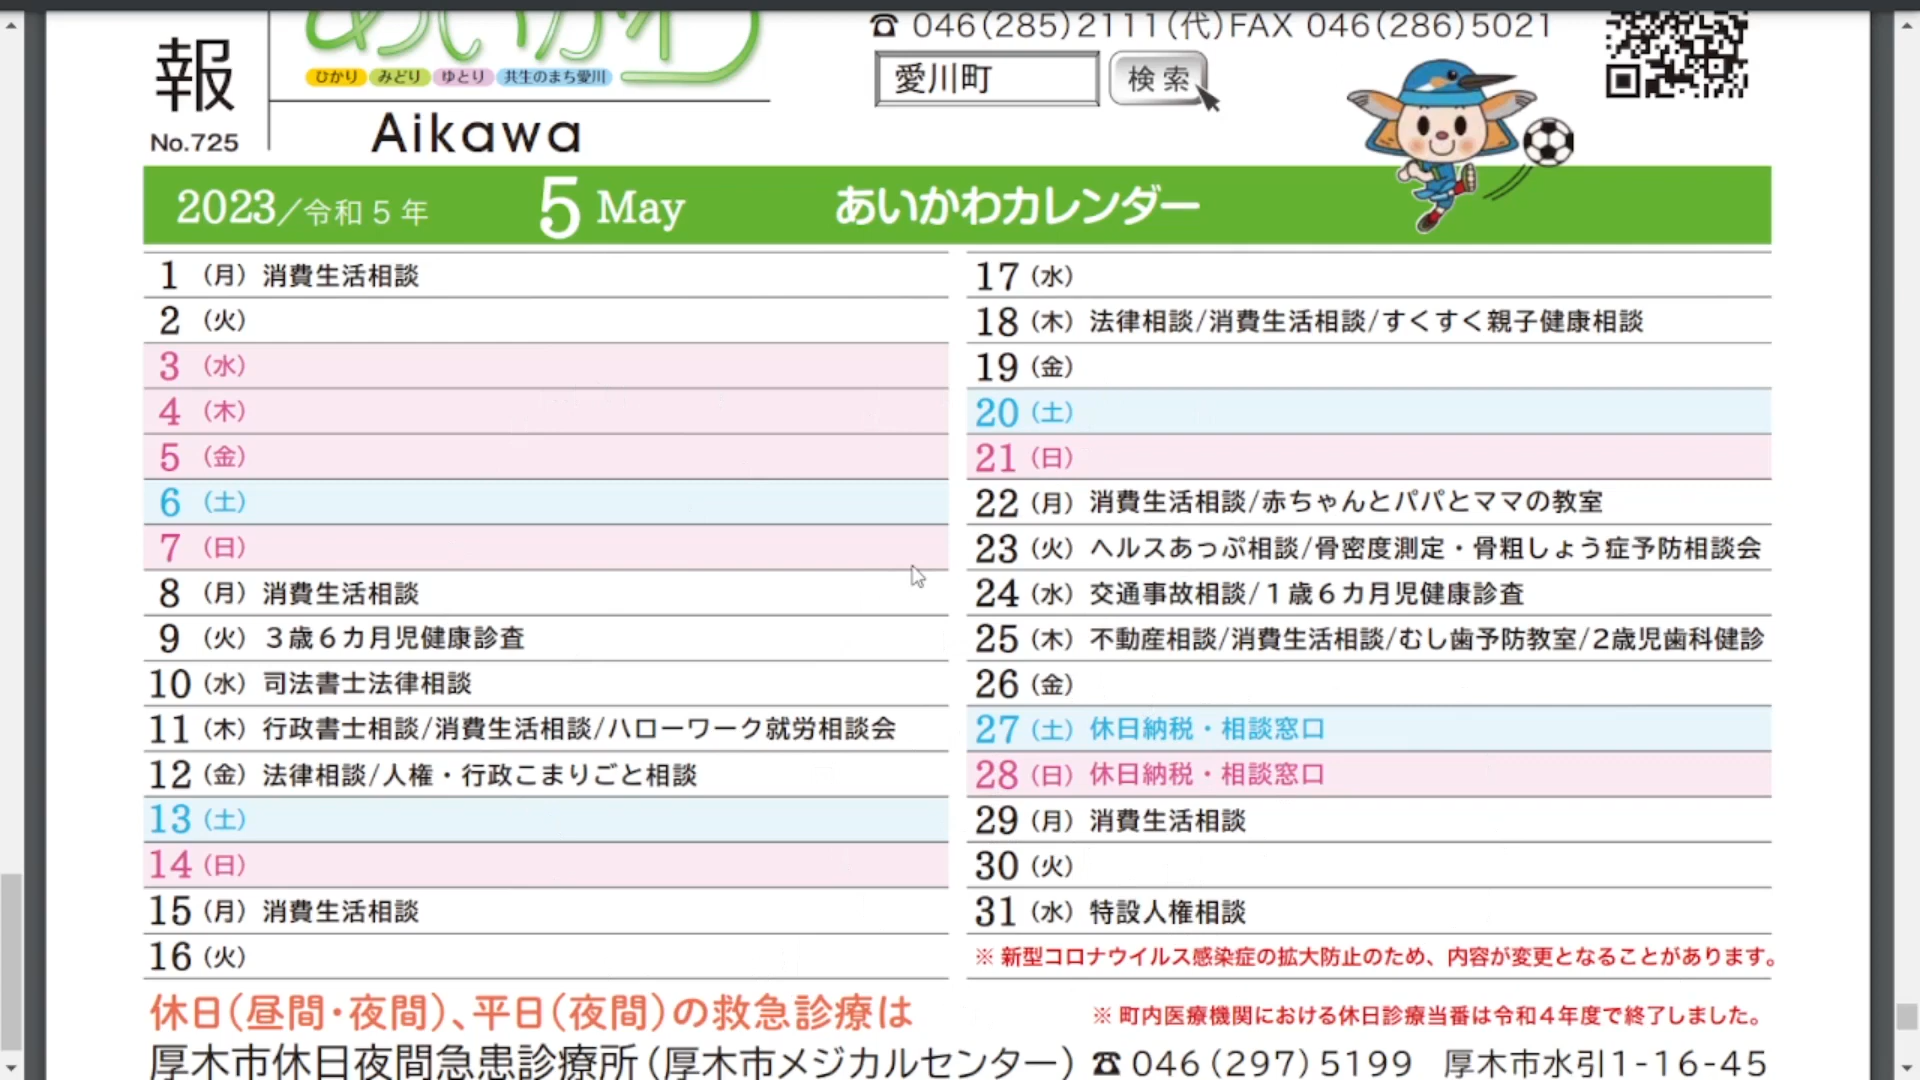 報
No.725
あいかわ
ひかり みどり ゆとり 共生のまち愛川
Aikawa
☎ 046(285)2111(代)FAX 046(286)5021
愛川町 検索
2023／令和5年 5 May あいかわカレンダー
1 （月） 消費生活相談
2 （火）
3 （水）
4 （木）
5 （金）
6 （土）
7 （日）
8 （月） 消費生活相談
9 （火） 3歳6カ月児健康診査
10 （水） 司法書士法律相談
11 （木） 行政書士相談/消費生活相談/ハローワーク就労相談会
12 （金） 法律相談/人権・行政こまりごと相談
13 （土）
14 （日）
15 （月） 消費生活相談
16 （火）
17 （水）
18 （木） 法律相談/消費生活相談/すくすく親子健康相談
19 （金）
20 （土）
21 （日）
22 （月） 消費生活相談/赤ちゃんとパパとママの教室
23 （火） ヘルスあっぷ相談/骨密度測定・骨粗しょう症予防相談会
24 （水） 交通事故相談/1歳6カ月児健康診査
25 （木） 不動産相談/消費生活相談/むし歯予防教室/2歳児歯科健診
26 （金）
27 （土） 休日納税・相談窓口
28 （日） 休日納税・相談窓口
29 （月） 消費生活相談
30 （火）
31 （水） 特設人権相談
※ 新型コロナウイルス感染症の拡大防止のため、内容が変更となることがあります。
休日（昼間・夜間）、平日（夜間）の救急診療は
※ 町内医療機関における休日診療当番は令和4年度で終了しました。
厚木市休日夜間急患診療所（厚木市メジカルセンター）☎046（297）5199 厚木市水引1-16-45